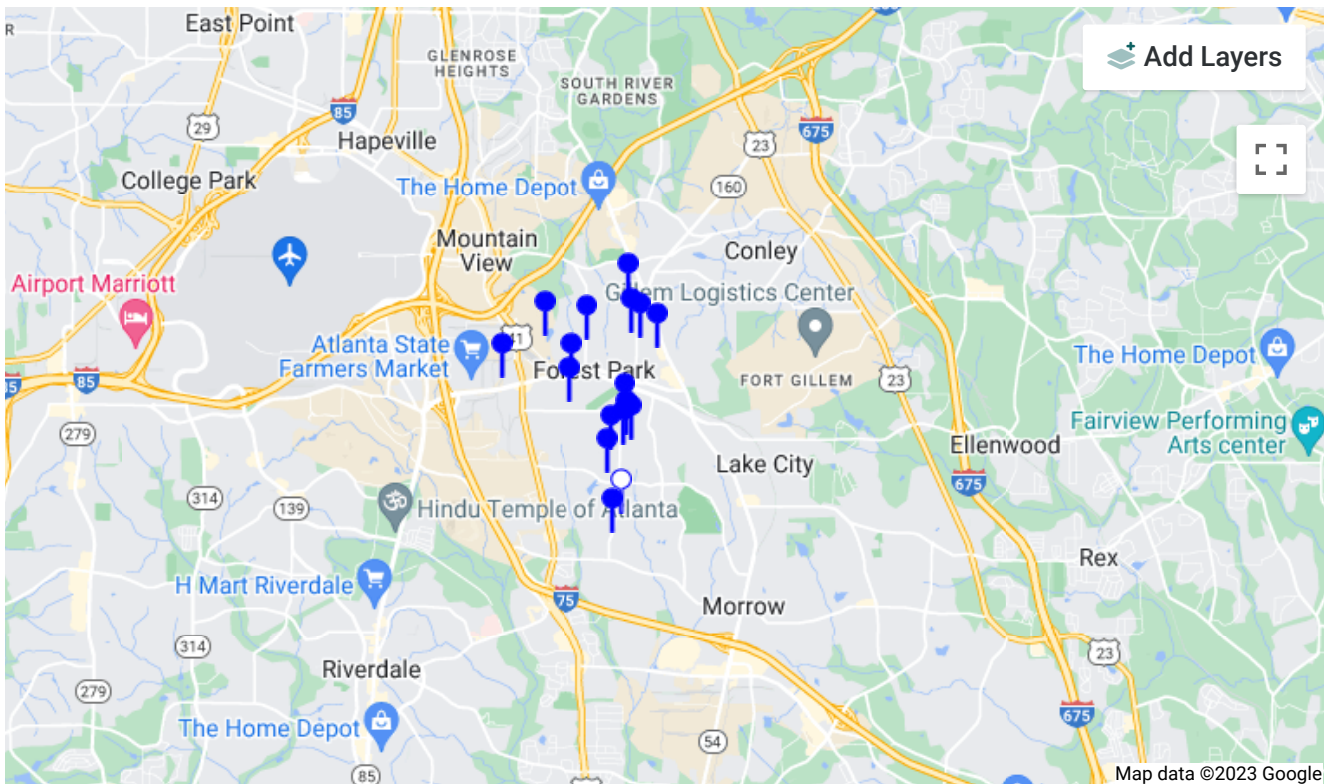 East Point
GLENROSE
HEIGHTS
SOUTH RIVER
GARDENS
Add Layers
85
29
Hapeville
23
675
College Park
The Home Depot
160
Mountain
View
Conley
Airport Marriott
Gillem Logistics Center
41
Atlanta State
Farmers Market
The Home Depot
Forest Park
FORT GILLEM
85
85
23
279
Fairview Performing
Arts center
Ellenwood
Lake City
675
314
139
Hindu Temple of Atlanta
Rex
H Mart Riverdale
75
Morrow
314
23
Riverdale
279
675
The Home Depot
54
85
Map data ©2023 Google